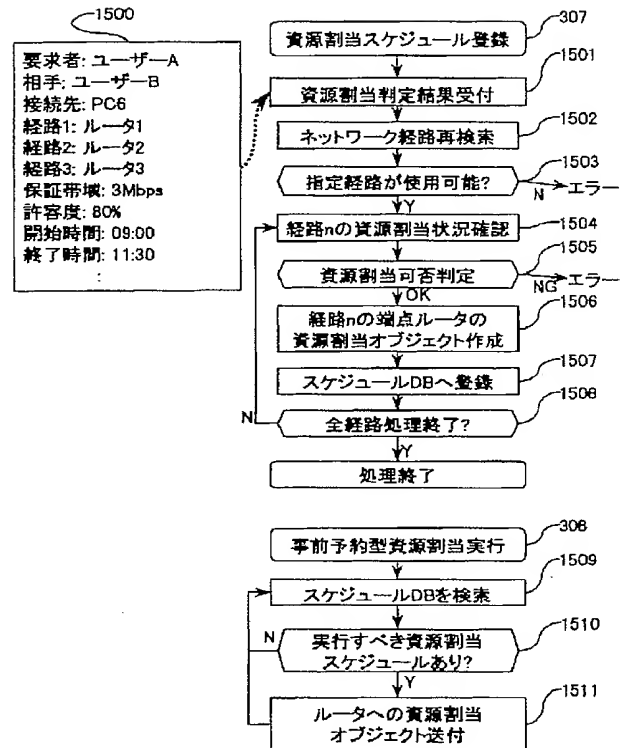 1500
要求者: ユーザーA
相手: ユーザーB
接続先: PC6
経路1: ルータ1
経路2: ルータ2
経路3: ルータ3
保証帯域: 3Mbps
許容度: 80%
開始時間: 09:00
終了時間: 11:30
:
307
資源割当スケジュール登録
1501
資源割当判定結果受付
1502
ネットワーク経路再検索
1503
指定経路が使用可能?
N
エラー
Y
1504
経路nの資源割当状況確認
1505
資源割当可否判定
NG
エラー
OK
1506
経路nの端点ルータの
資源割当オブジェクト作成
1507
スケジュールDBへ登録
1508
N
全経路処理終了?
Y
処理終了
308
事前予約型資源割当実行
1509
スケジュールDBを検索
1510
N
実行すべき資源割当
スケジュールあり?
Y
1511
ルータへの資源割当
オブジェクト送付